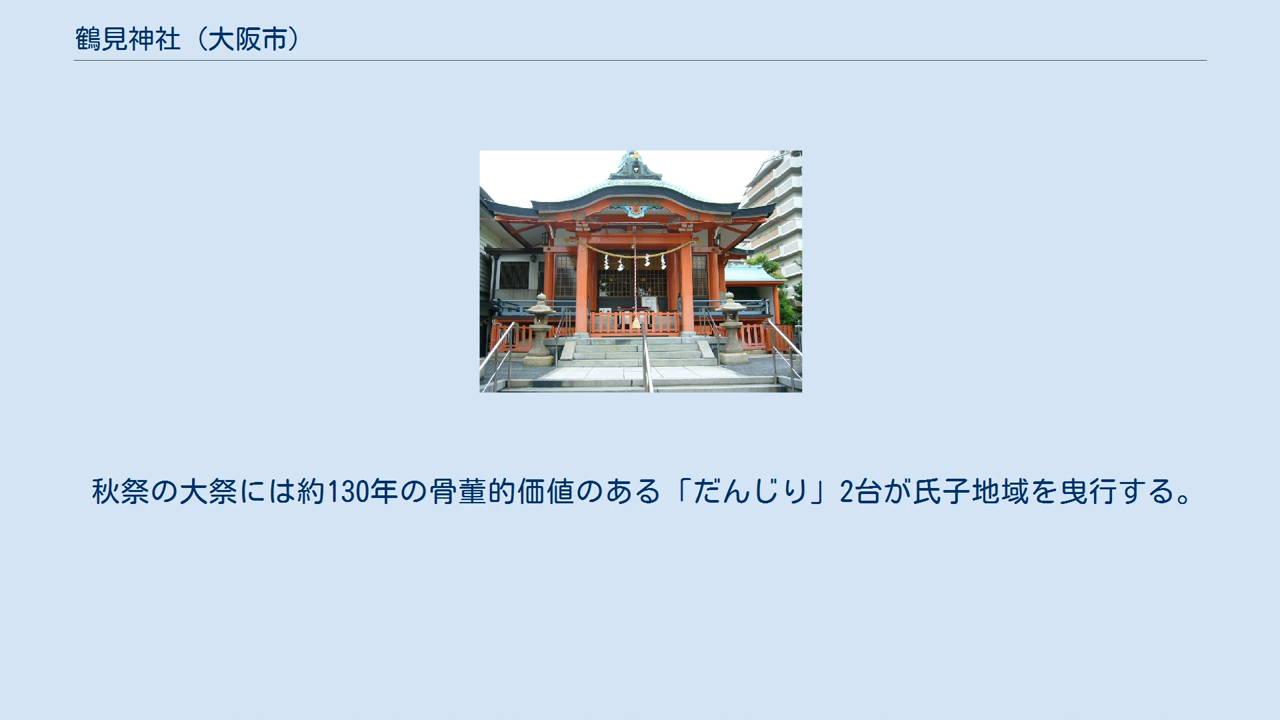 鶴見神社（大阪市）
秋祭の大祭には約130年の骨董的価値のある「だんじり」2台が氏子地域を曳行する。